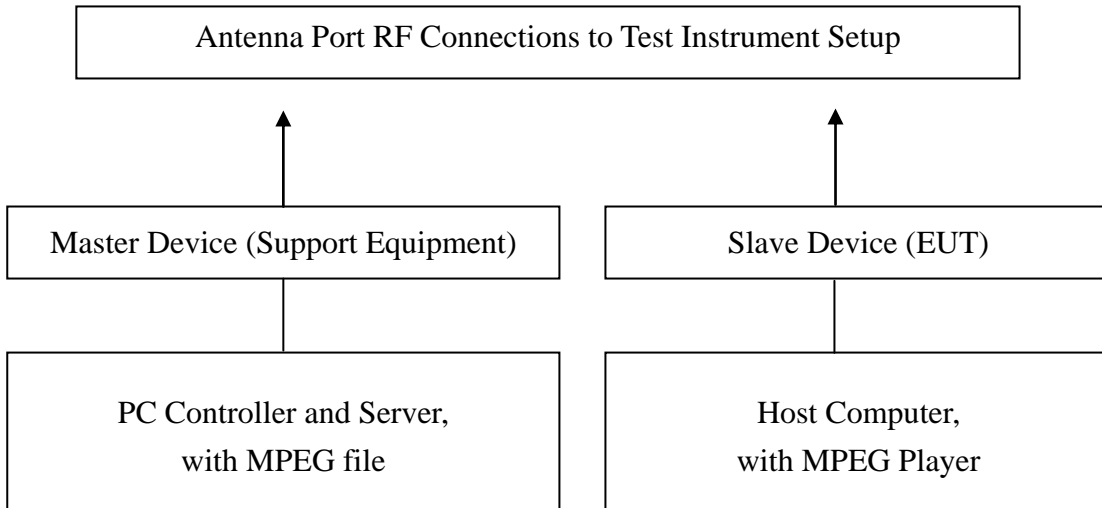 Antenna Port RF Connections to Test Instrument Setup
Master Device (Support Equipment)
Slave Device (EUT)
PC Controller and Server,
with MPEG file
Host Computer,
with MPEG Player